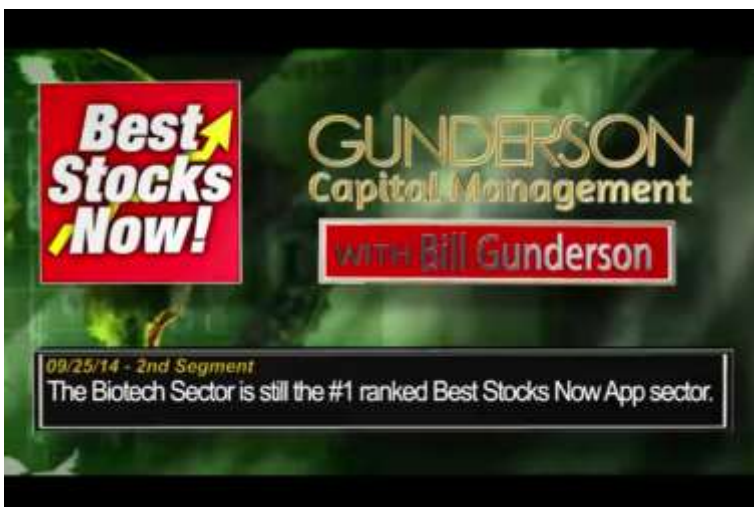 Best
Stocks
Now!
GUNDERSON
Capital Management
WITH Bill Gunderson
09/25/14 - 2nd Segment
The Biotech Sector is still the #1 ranked Best Stocks Now App sector.